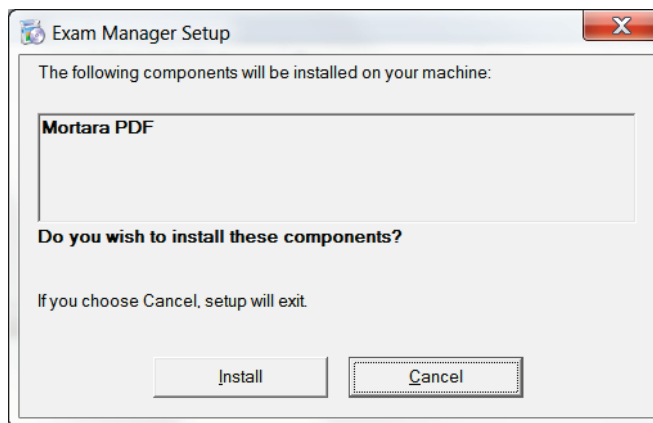 Exam Manager Setup
The following components will be installed on your machine:
Mortara PDF
Do you wish to install these components?
If you choose Cancel, setup will exit.
Install
Cancel